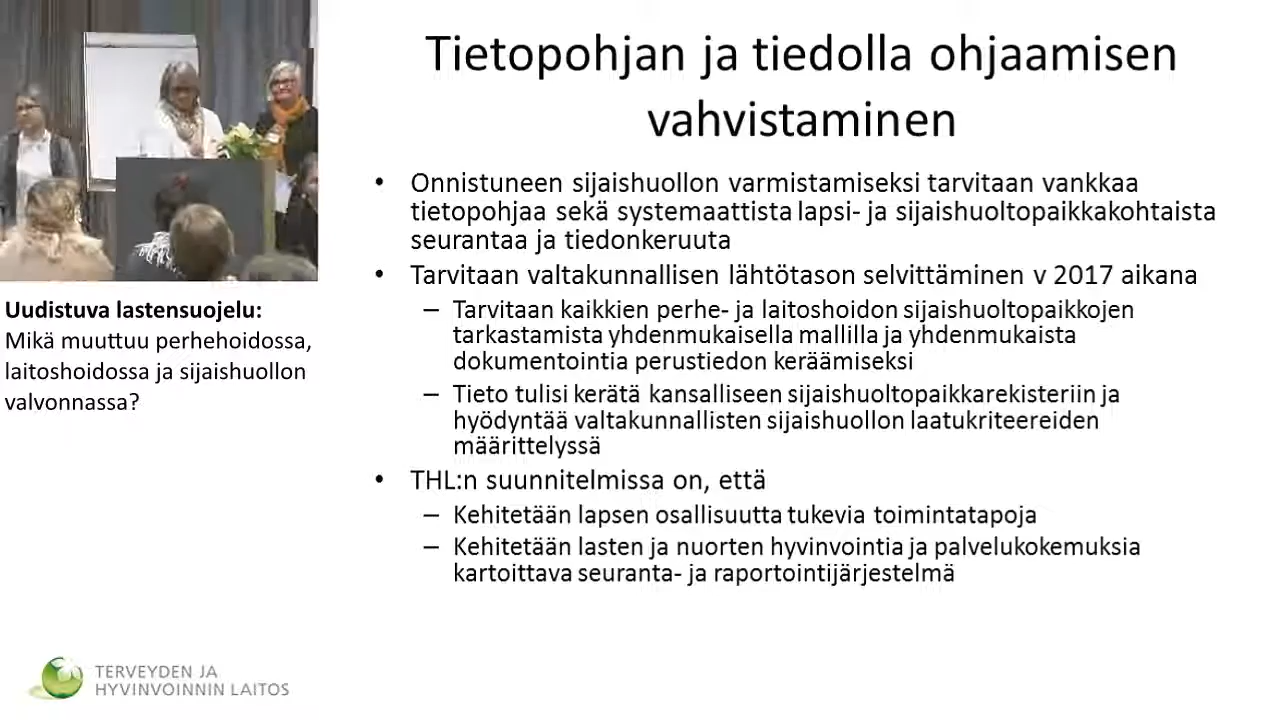 Tietopohjan ja tiedolla ohjaamisen
vahvistaminen
• Onnistuneen sijaishuollon varmistamiseksi tarvitaan vankkaa
tietopohjaa sekä systemaattista lapsi- ja sijaishuoltopaikkakohtaista
seurantaa ja tiedonkeruuta
• Tarvitaan valtakunnallisen lähtötason selvittäminen v 2017 aikana
– Tarvitaan kaikkien perhe- ja laitoshoidon sijaishuoltopaikkojen
tarkastamista yhdenmukaisella mallilla ja yhdenmukaista
dokumentointia perustiedon keräämiseksi
– Tieto tulisi kerätä kansalliseen sijaishuoltopaikkarekisteriin ja
hyödyntää valtakunnallisten sijaishuollon laatukriteereiden
määrittelyssä
• THL:n suunnitelmissa on, että
– Kehitetään lapsen osallisuutta tukevia toimintatapoja
– Kehitetään lasten ja nuorten hyvinvointia ja palvelukokemuksia
kartoittava seuranta- ja raportointijärjestelmä
Uudistuva lastensuojelu:
Mikä muuttuu perhehoidossa,
laitoshoidossa ja sijaishuollon
valvonnassa?
TERVEYDEN JA
HYVINVOINNIN LAITOS